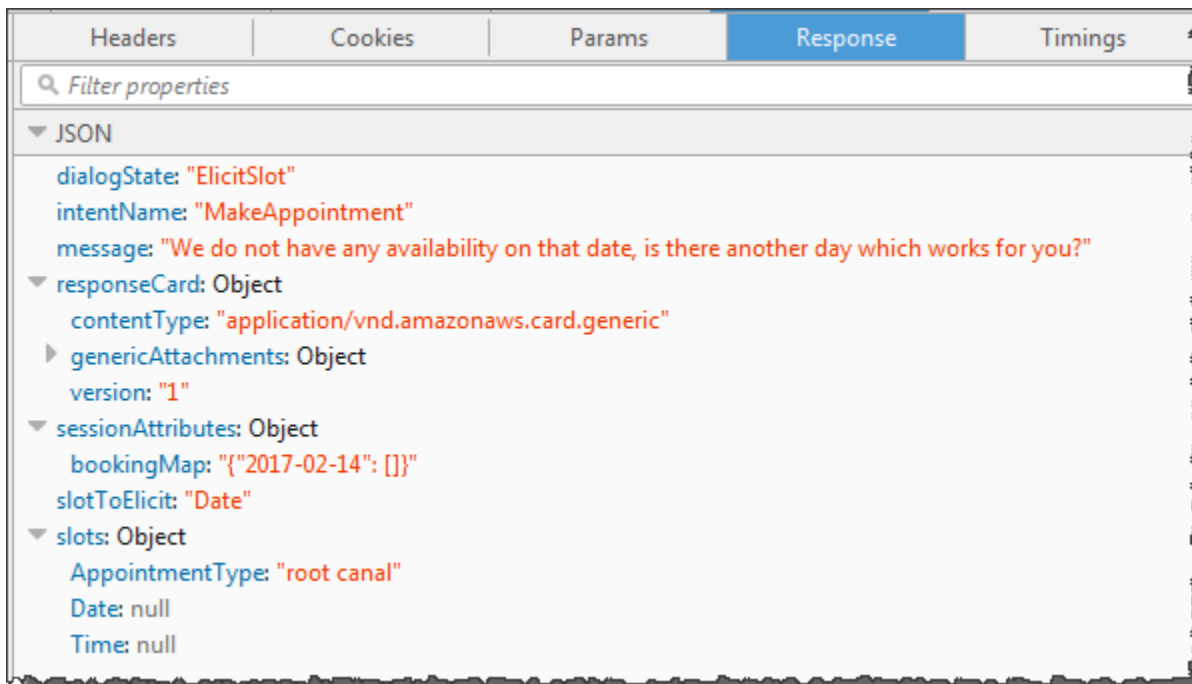 Headers Cookies Params Response Timings
Filter properties
JSON
dialogState: "ElicitSlot"
intentName: "MakeAppointment"
message: "We do not have any availability on that date, is there another day which works for you?"
responseCard: Object
contentType: "application/vnd.amazonaws.card.generic"
genericAttachments: Object
version: "1"
sessionAttributes: Object
bookingMap: "{"2017-02-14": []}"
slotToElicit: "Date"
slots: Object
AppointmentType: "root canal"
Date: null
Time: null